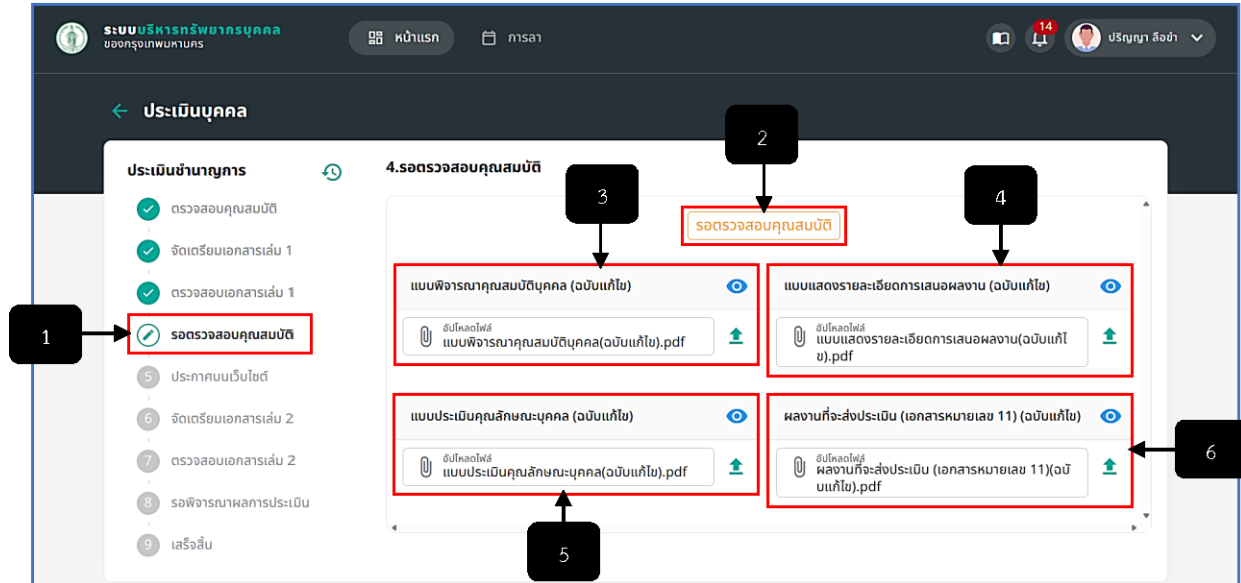 ระบบบริหารทรัพยากรบุคคล
ของกรุงเทพมหานคร
หน้าแรก
การลา
14
ปริญญา ลือขำ
ประเมินบุคคล
2
ประเมินชำนาญการ
4.รอตรวจสอบคุณสมบัติ
3
4
ตรวจสอบคุณสมบัติ
รอตรวจสอบคุณสมบัติ
จัดเตรียมเอกสารเล่ม 1
แบบพิจารณาคุณสมบัติบุคคล (ฉบับแก้ไข)
แบบแสดงรายละเอียดการเสนอผลงาน (ฉบับแก้ไข)
ตรวจสอบเอกสารเล่ม 1
1
รอตรวจสอบคุณสมบัติ
อัปโหลดไฟล์
แบบพิจารณาคุณสมบัติบุคคล(ฉบับแก้ไข).pdf
อัปโหลดไฟล์
แบบแสดงรายละเอียดการเสนอผลงาน(ฉบับแก้ไ
ข).pdf
5 ประกาศบนเว็บไซต์
6 จัดเตรียมเอกสารเล่ม 2
แบบประเมินคุณลักษณะบุคคล (ฉบับแก้ไข)
ผลงานที่จะส่งประเมิน (เอกสารหมายเลข 11) (ฉบับแก้ไข)
6
7 ตรวจสอบเอกสารเล่ม 2
อัปโหลดไฟล์
แบบประเมินคุณลักษณะบุคคล(ฉบับแก้ไข).pdf
อัปโหลดไฟล์
ผลงานที่จะส่งประเมิน (เอกสารหมายเลข 11)(ฉบั
บแก้ไข).pdf
8 รอพิจารณาผลการประเมิน
9 เสร็จสิ้น
5